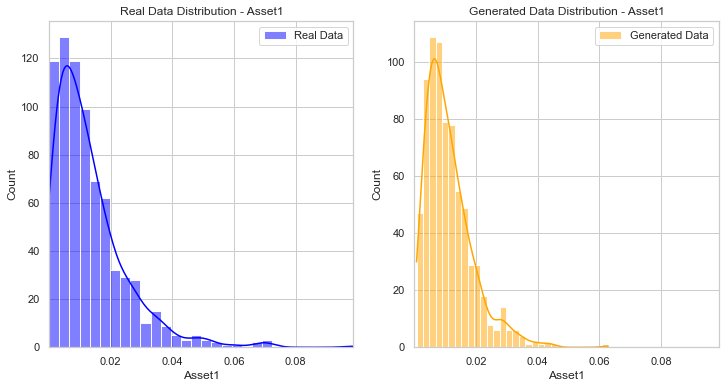 Real Data Distribution - Asset1
Real Data
120
100
80
60
40
20
0
Count
0.02 0.04 0.06 0.08
Asset1
Generated Data Distribution - Asset1
Generated Data
100
80
60
40
20
0
Count
0.02 0.04 0.06 0.08
Asset1